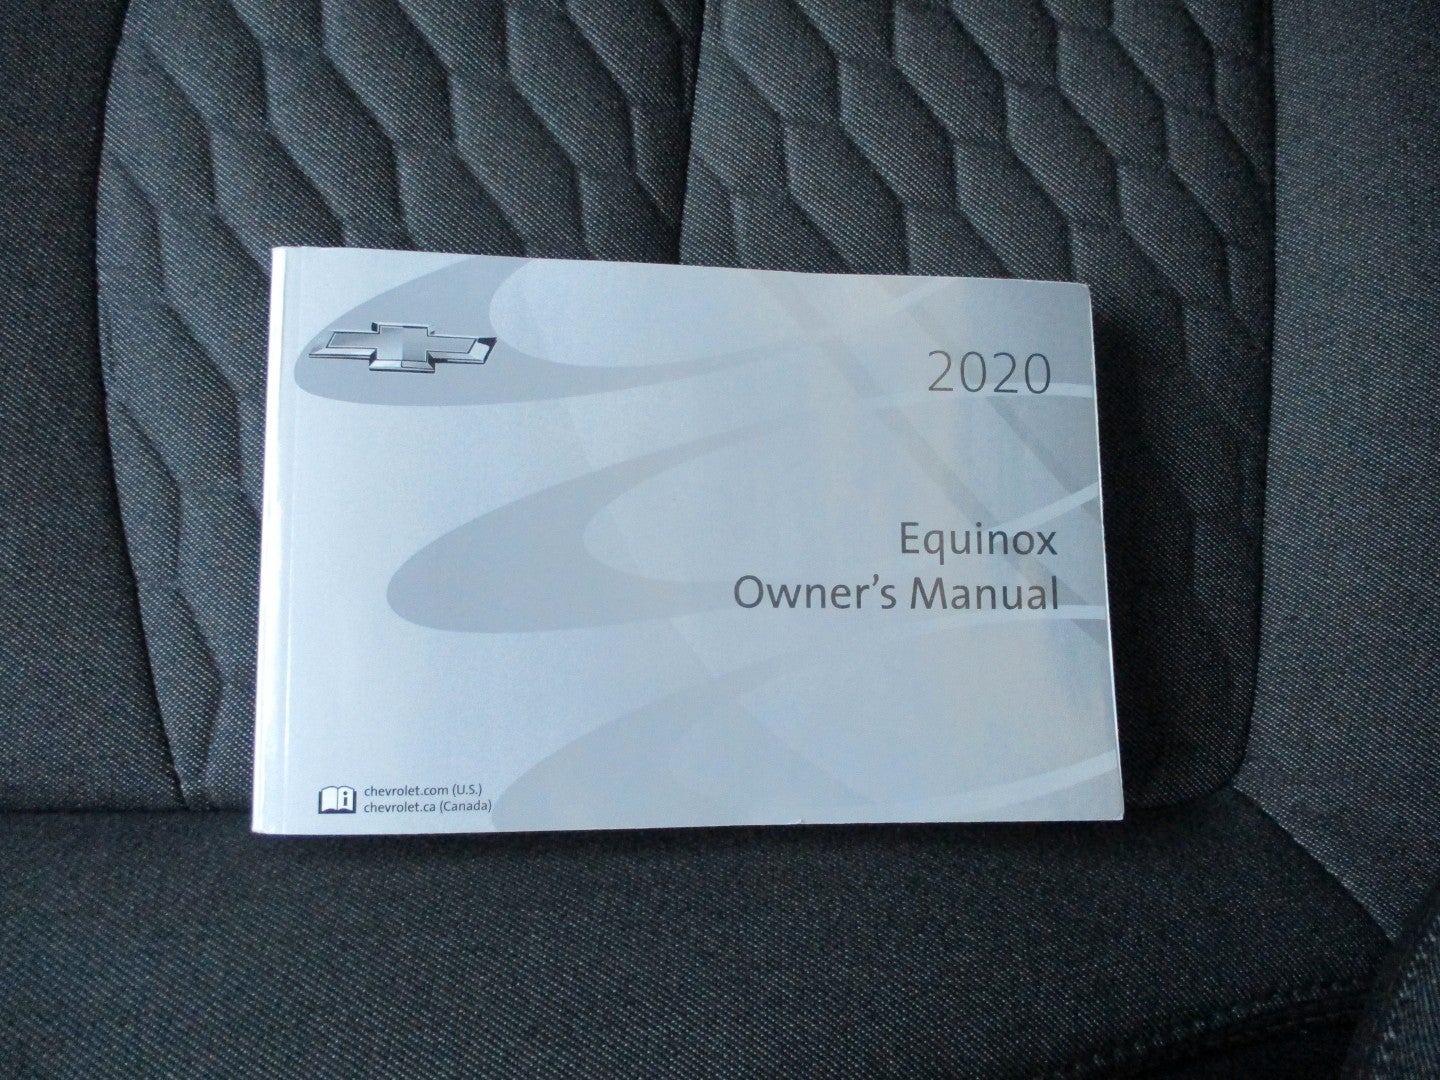 2020
Equinox
Owner's Manual
chevrolet.com (U.S.)
chevrolet.ca (Canada)